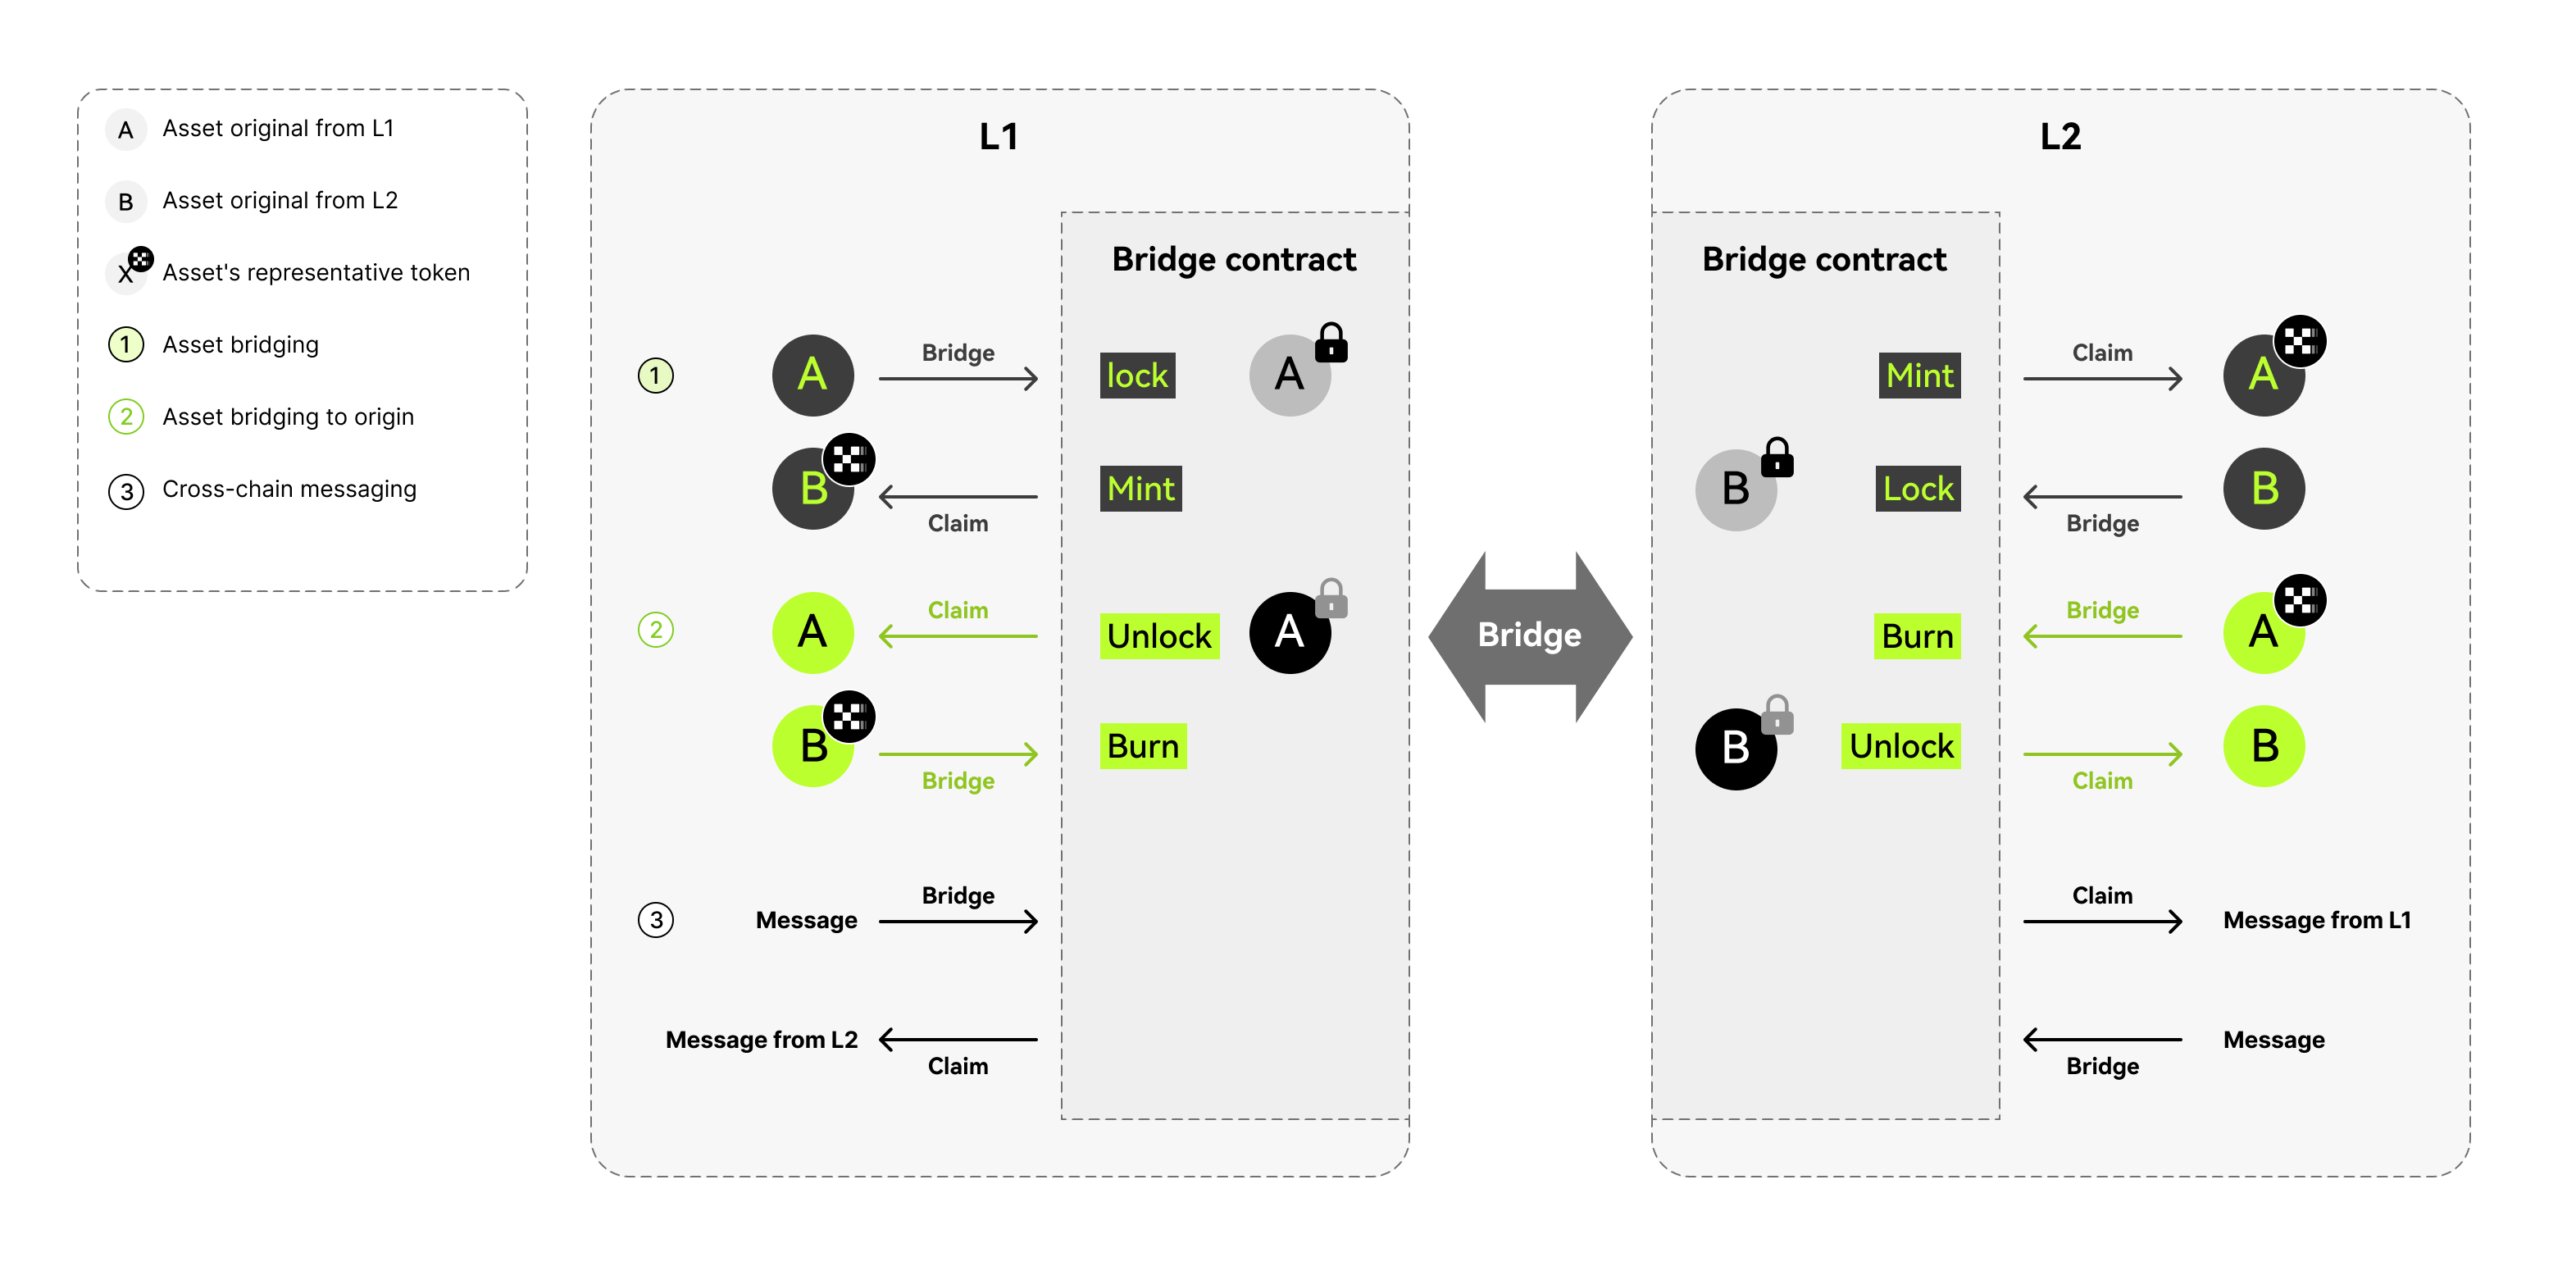 A Asset original from L1
B Asset original from L2
X Asset's representative token
1 Asset bridging
2 Asset bridging to origin
3 Cross-chain messaging
L1
Bridge contract
1 A Bridge lock A
B Claim Mint
2 A Claim Unlock A
B Bridge Burn
3 Message Bridge
Message from L2 Claim
Bridge
L2
Bridge contract
Mint Claim A
B Lock Bridge B
Burn Bridge A
B Unlock Claim B
Claim Message from L1
Bridge Message